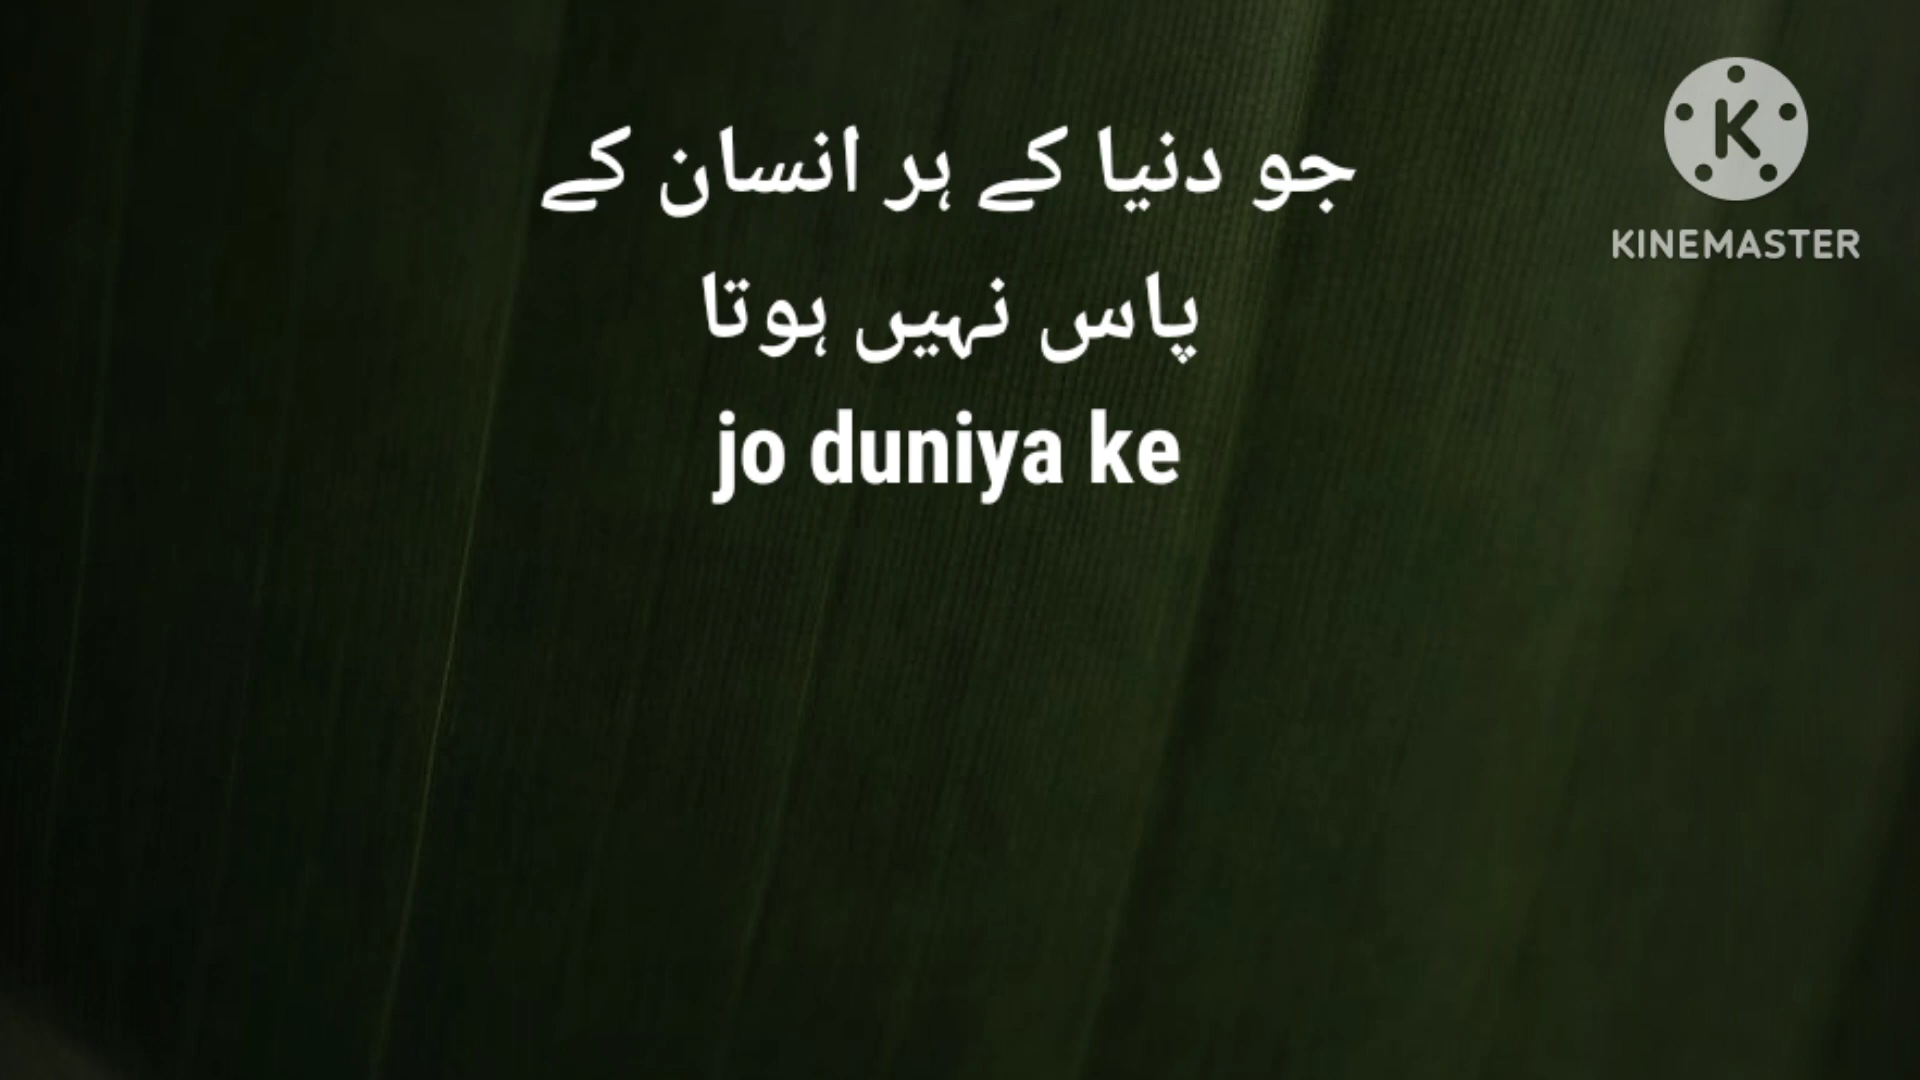 جو دنیا کے ہر انسان کے
پاس نہیں ہوتا
jo duniya ke
K
KINEMASTER